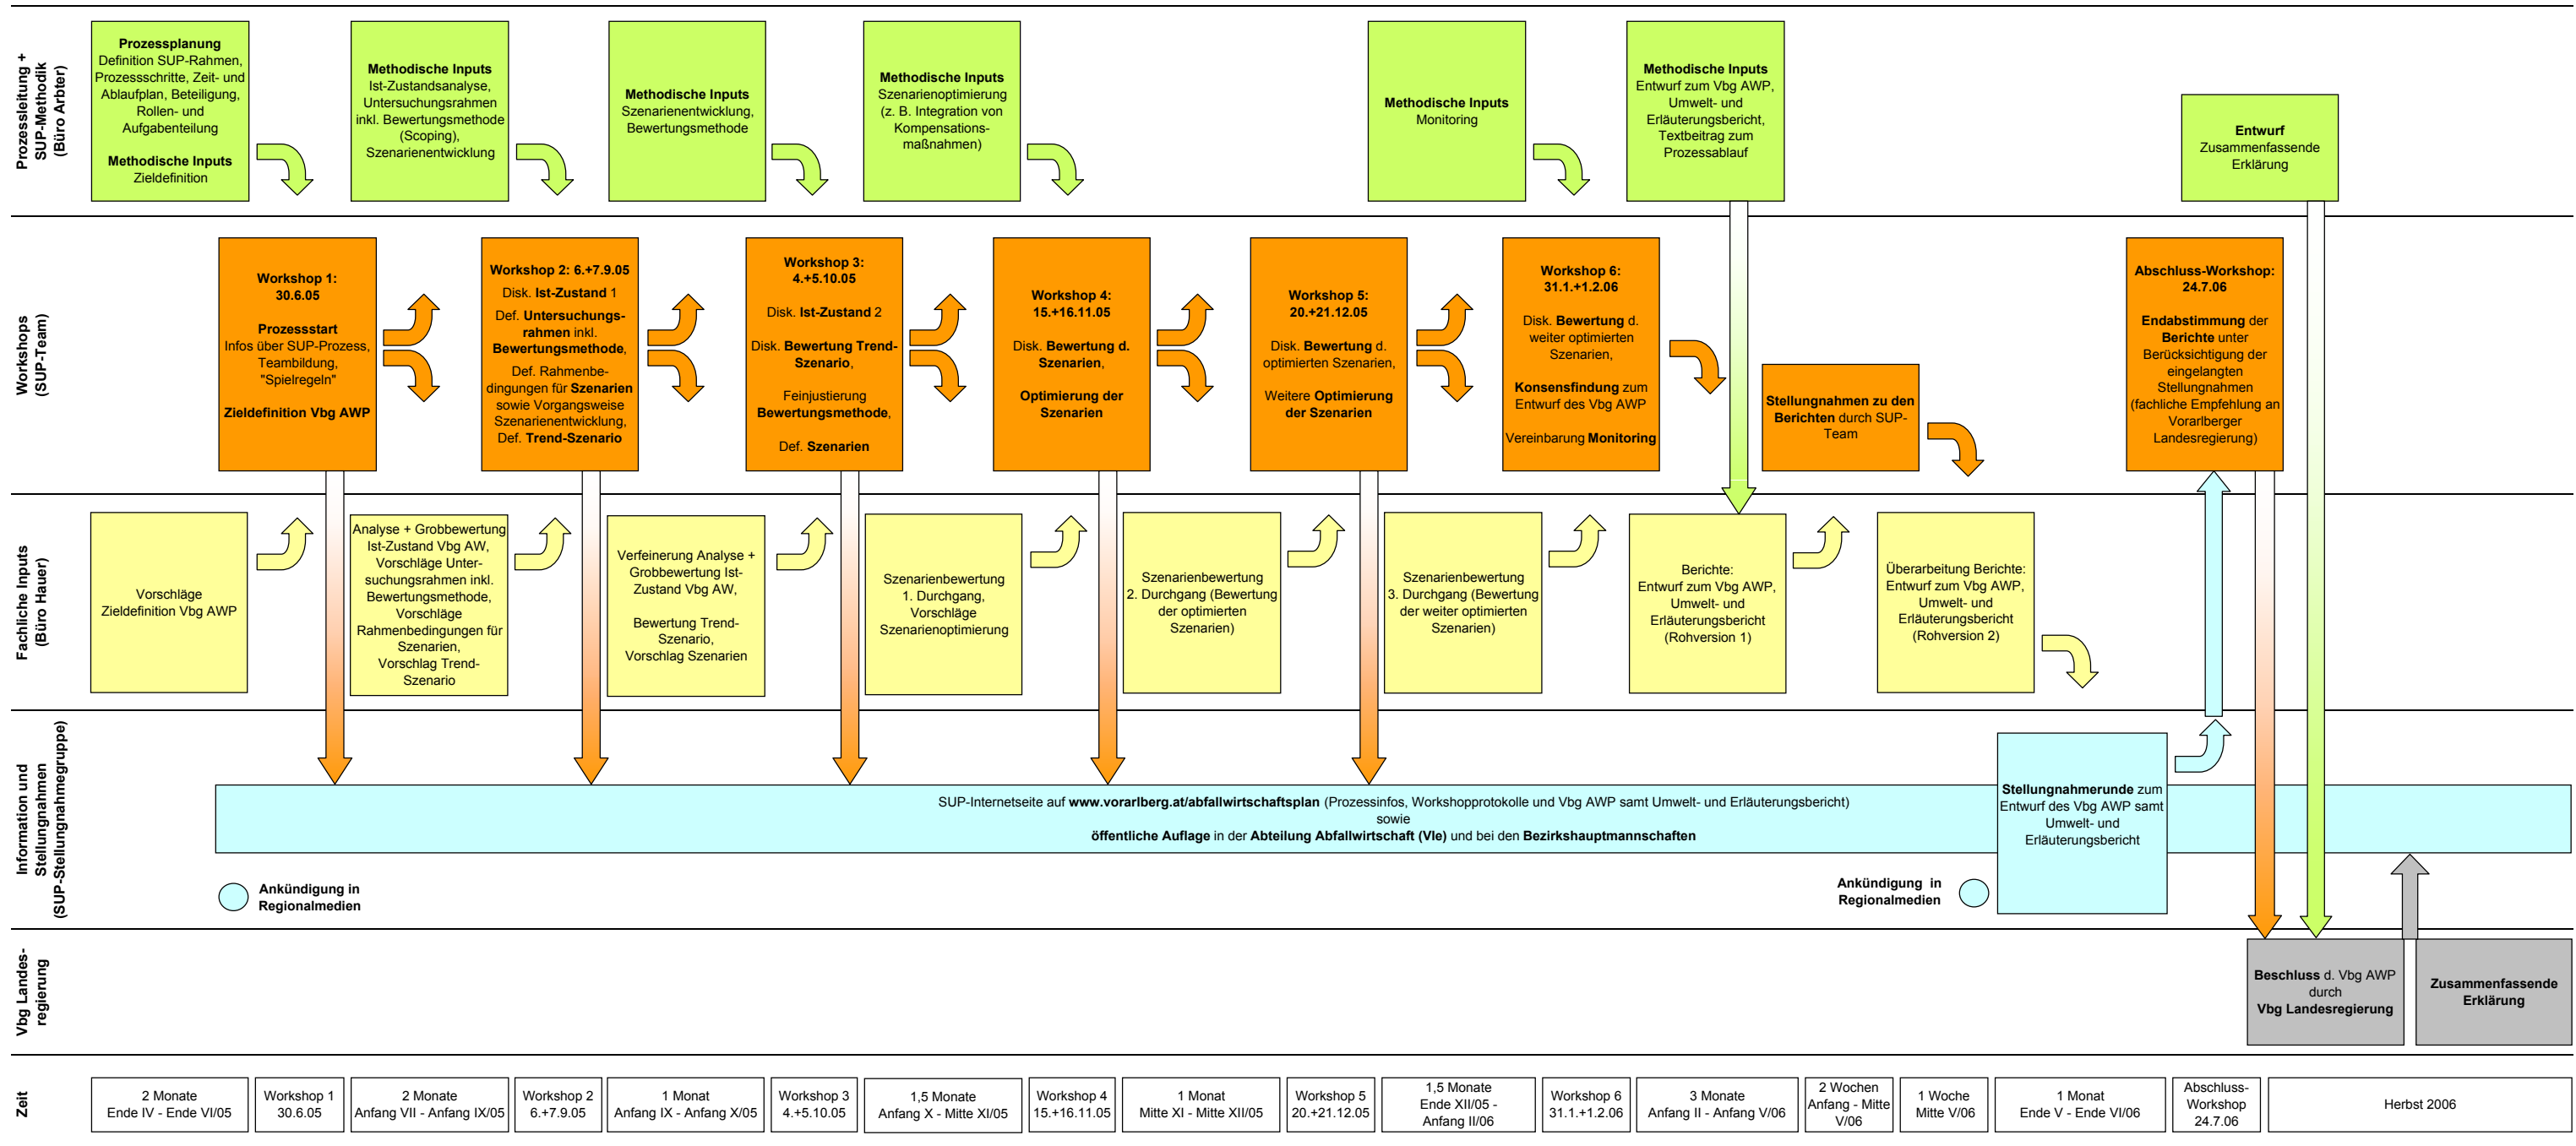 Prozessleitung +
SUP-Methodik
(Büro Arbter)
Prozessplanung
Definition SUP-Rahmen,
Prozessschritte, Zeit- und
Ablaufplan, Beteiligung,
Rollen- und
Aufgabenteilung
Methodische Inputs
Zieldefinition
Methodische Inputs
Ist-Zustandsanalyse,
Untersuchungsrahmen
inkl. Bewertungsmethode
(Scoping),
Szenarienentwicklung
Methodische Inputs
Szenarienentwicklung,
Bewertungsmethode
Methodische Inputs
Szenarienoptimierung
(z. B. Integration von
Kompensations-
maßnahmen)
Methodische Inputs
Monitoring
Methodische Inputs
Entwurf zum Vbg AWP,
Umwelt- und
Erläuterungsbericht,
Textbeitrag zum
Prozessablauf
Entwurf
Zusammenfassende
Erklärung
Workshops
(SUP-Team)
Workshop 1:
30.6.05
Prozessstart
Infos über SUP-Prozess,
Teambildung,
"Spielregeln"
Zieldefinition Vbg AWP
Workshop 2: 6.+7.9.05
Disk. Ist-Zustand 1
Def. Untersuchungs-
rahmen inkl.
Bewertungsmethode,
Def. Rahmenbe-
dingungen für Szenarien
sowie Vorgangsweise
Szenarienentwicklung,
Def. Trend-Szenario
Workshop 3:
4.+5.10.05
Disk. Ist-Zustand 2
Disk. Bewertung Trend-
Szenario,
Feinjustierung
Bewertungsmethode,
Def. Szenarien
Workshop 4:
15.+16.11.05
Disk. Bewertung d.
Szenarien,
Optimierung der
Szenarien
Workshop 5:
20.+21.12.05
Disk. Bewertung d.
optimierten Szenarien,
Weitere Optimierung
der Szenarien
Workshop 6:
31.1.+1.2.06
Disk. Bewertung d.
weiter optimierten
Szenarien,
Konsensfindung zum
Entwurf des Vbg AWP
Vereinbarung Monitoring
Stellungnahmen zu den
Berichten durch SUP-
Team
Abschluss-Workshop:
24.7.06
Endabstimmung der
Berichte unter
Berücksichtigung der
eingelangten
Stellungnahmen
(fachliche Empfehlung an
Vorarlberger
Landesregierung)
Fachliche Inputs
(Büro Hauer)
Vorschläge
Zieldefinition Vbg AWP
Analyse + Grobbewertung
Ist-Zustand Vbg AW,
Vorschläge Unter-
suchungsrahmen inkl.
Bewertungsmethode,
Vorschläge
Rahmenbedingungen für
Szenarien,
Vorschlag Trend-
Szenario
Verfeinerung Analyse +
Grobbewertung Ist-
Zustand Vbg AW,
Bewertung Trend-
Szenario,
Vorschlag Szenarien
Szenarienbewertung
1. Durchgang,
Vorschläge
Szenarienoptimierung
Szenarienbewertung
2. Durchgang (Bewertung
der optimierten
Szenarien)
Szenarienbewertung
3. Durchgang (Bewertung
der weiter optimierten
Szenarien)
Berichte:
Entwurf zum Vbg AWP,
Umwelt- und
Erläuterungsbericht
(Rohversion 1)
Überarbeitung Berichte:
Entwurf zum Vbg AWP,
Umwelt- und
Erläuterungsbericht
(Rohversion 2)
Information und
Stellungnahmen
(SUP-Stellungnahmegruppe)
SUP-Internetseite auf www.vorarlberg.at/abfallwirtschaftsplan (Prozessinfos, Workshopprotokolle und Vbg AWP samt Umwelt- und Erläuterungsbericht)
sowie
öffentliche Auflage in der Abteilung Abfallwirtschaft (VIe) und bei den Bezirkshauptmannschaften
Stellungnahmerunde zum
Entwurf des Vbg AWP samt
Umwelt- und
Erläuterungsbericht
Ankündigung in
Regionalmedien
Ankündigung in
Regionalmedien
Vbg Landes-
regierung
Beschluss d. Vbg AWP
durch
Vbg Landesregierung
Zusammenfassende
Erklärung
Zeit
2 Monate
Ende IV - Ende VI/05
Workshop 1
30.6.05
2 Monate
Anfang VII - Anfang IX/05
Workshop 2
6.+7.9.05
1 Monat
Anfang IX - Anfang X/05
Workshop 3
4.+5.10.05
1,5 Monate
Anfang X - Mitte XI/05
Workshop 4
15.+16.11.05
1 Monat
Mitte XI - Mitte XII/05
Workshop 5
20.+21.12.05
1,5 Monate
Ende XII/05 -
Anfang II/06
Workshop 6
31.1.+1.2.06
3 Monate
Anfang II - Anfang V/06
2 Wochen
Anfang - Mitte
V/06
1 Woche
Mitte V/06
1 Monat
Ende V - Ende VI/06
Abschluss-
Workshop
24.7.06
Herbst 2006